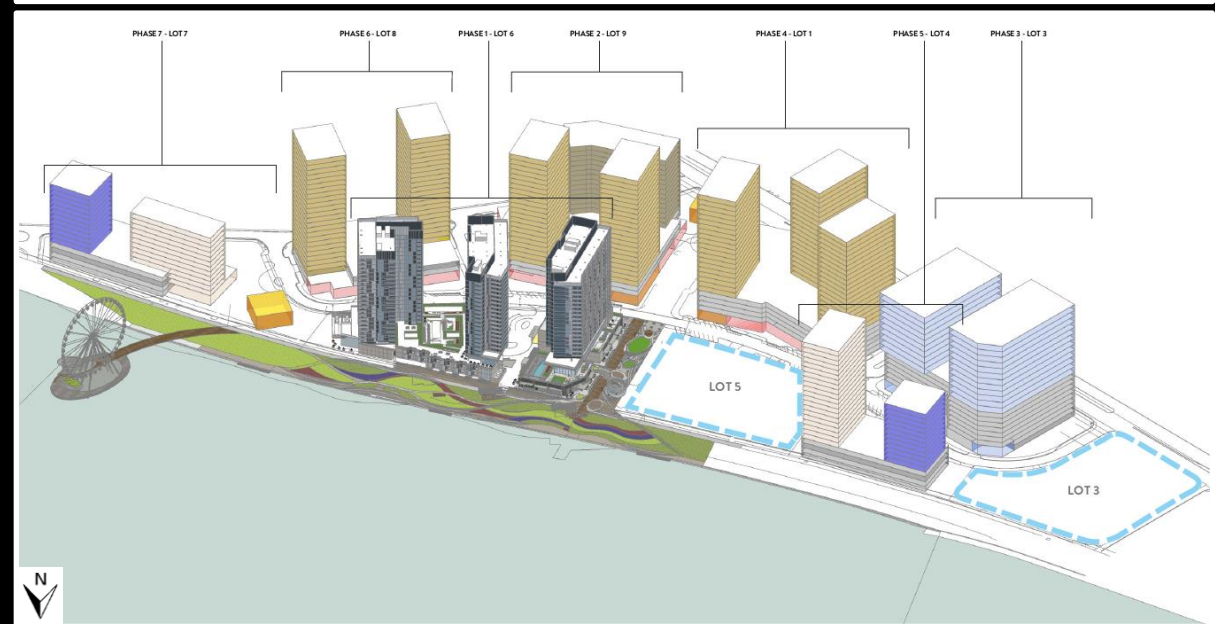 PHASE 7 - LOT 7
PHASE 6 - LOT 8
PHASE 1 - LOT 6
PHASE 2 - LOT 9
PHASE 4 - LOT 1
PHASE 5 - LOT 4
PHASE 3 - LOT 3
LOT 5
LOT 3
N